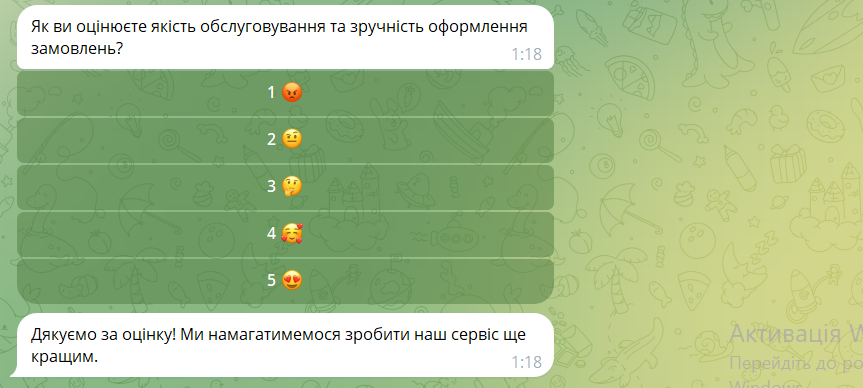 Як ви оцінюєте якість обслуговування та зручність оформлення
замовлень?
1:18
1 😡
2 🤨
3 🤔
4 🥰
5 😍
Дякуємо за оцінку! Ми намагатимемося зробити наш сервіс ще
кращим.
1:18
Активація W
Перейдіть до
Windows